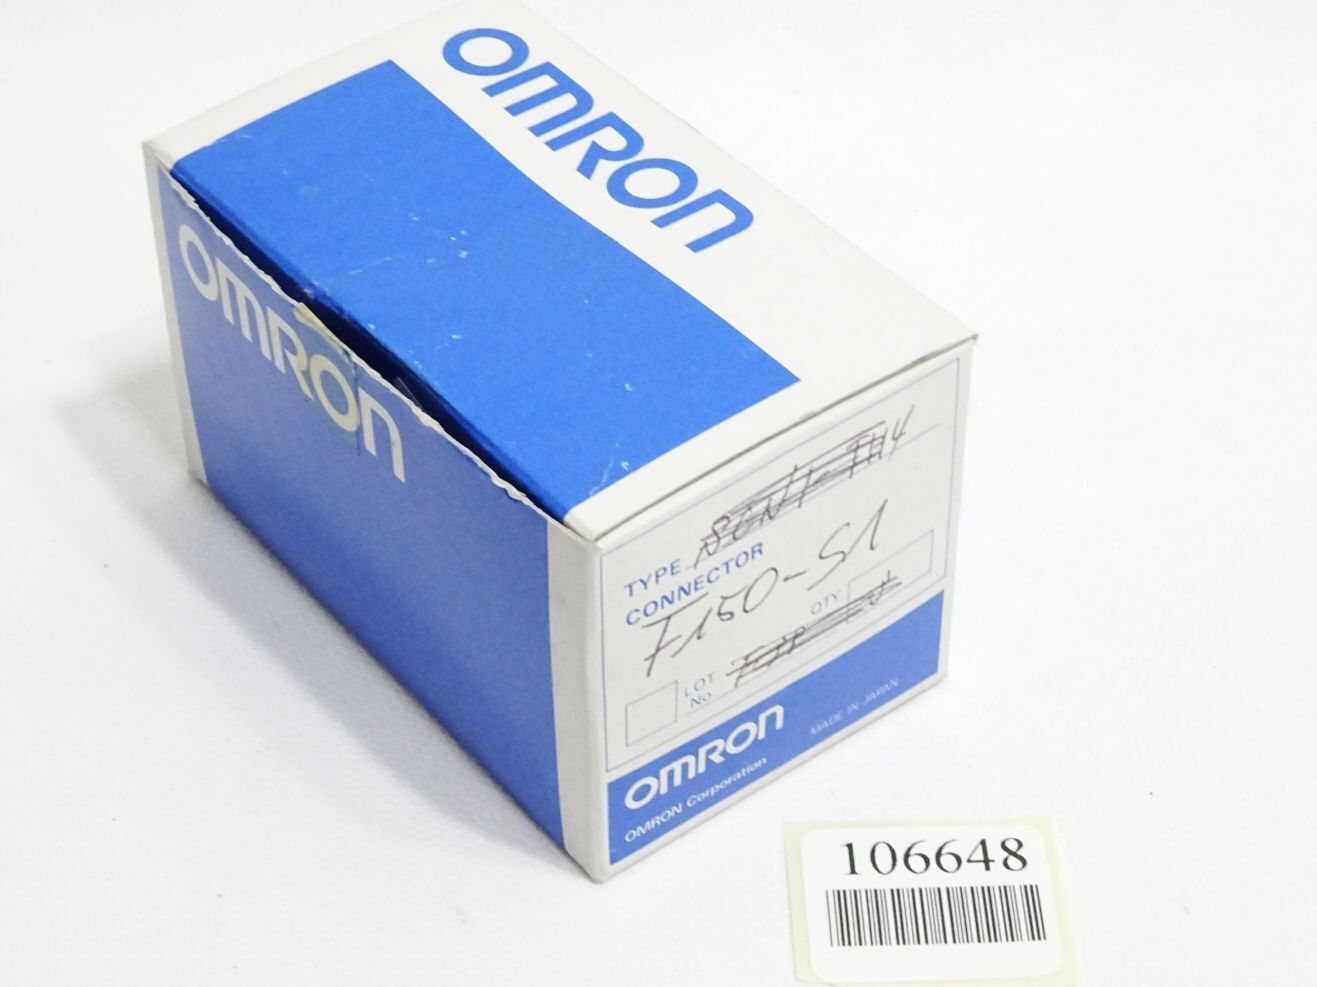 OMRON
OMRON
TYPE
CONNECTOR
F150-S1
QTY
LOT
No.
OMRON
OMRON Corporation
MADE IN JAPAN
106648